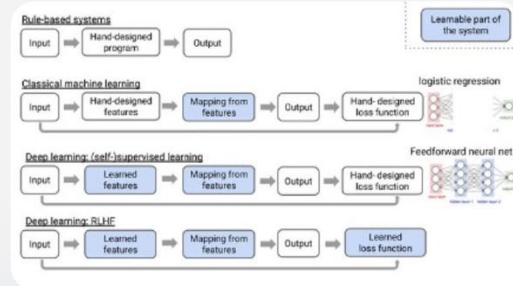 Rule-based systems
Learnable part of
the system
Input
Hand-designed
program
Output
Classical machine learning
logistic regression
Input
Hand-designed
features
Mapping from
features
Output
Hand- designed
loss function
Deep learning: (self-)supervised learning
Feedforward neural net
Input
Learned
features
Mapping from
features
Output
Hand-designed
loss function
Deep learning: RLHF
Input
Learned
features
Mapping from
features
Output
Learned
loss function